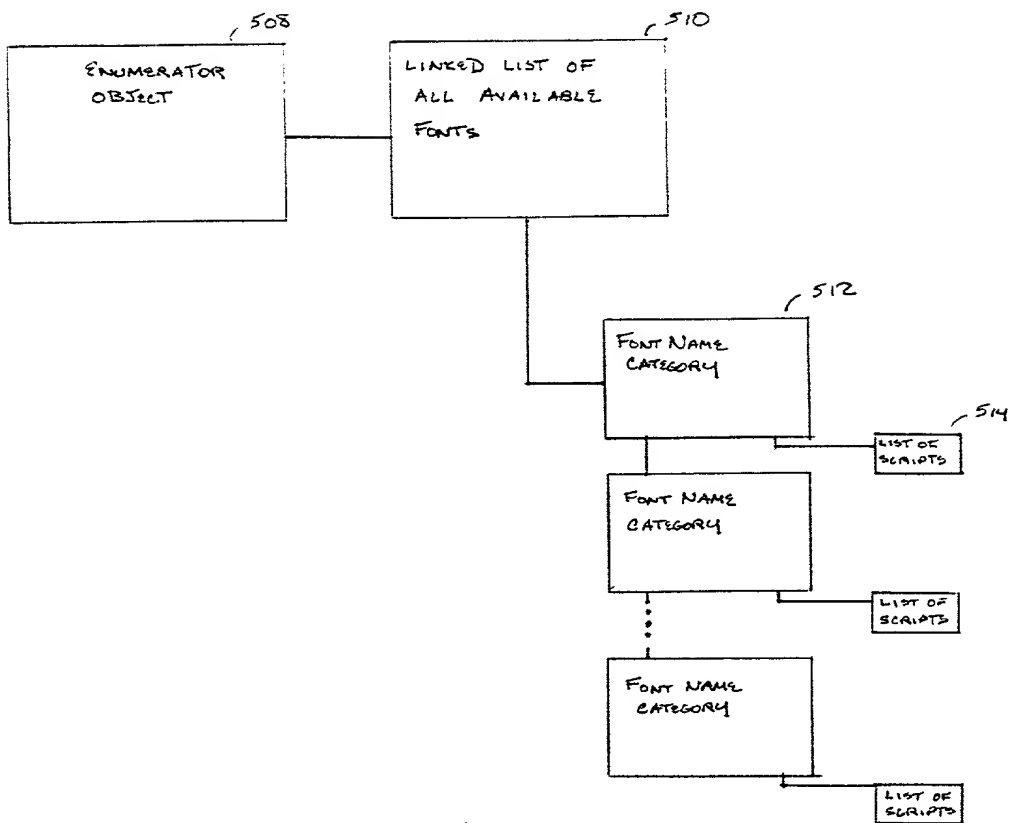 508
ENUMERATOR
OBJECT
510
LINKED LIST OF
ALL AVAILABLE
FONTS
512
FONT NAME
CATEGORY
514
LIST OF
SCRIPTS
FONT NAME
CATEGORY
LIST OF
SCRIPTS
FONT NAME
CATEGORY
LIST OF
SCRIPTS